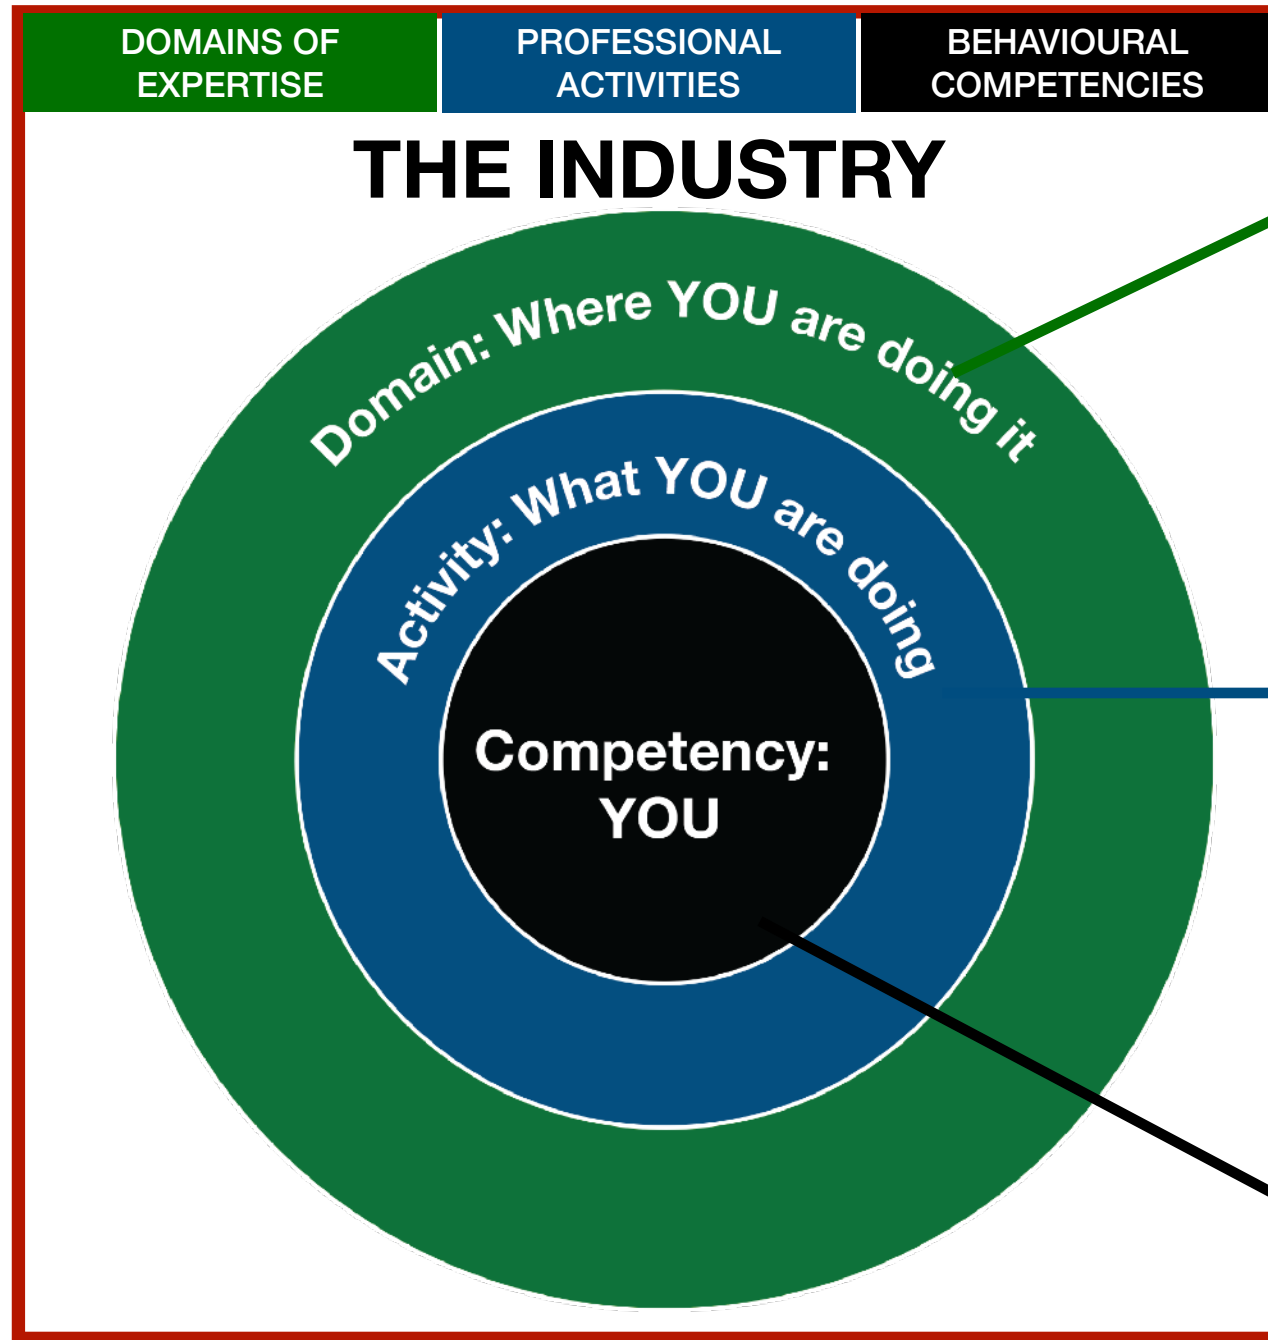 DOMAINS OF
EXPERTISE
PROFESSIONAL
ACTIVITIES
BEHAVIOURAL
COMPETENCIES
THE INDUSTRY
Domain: Where YOU are doing it
Activity: What YOU are doing
Competency:
YOU